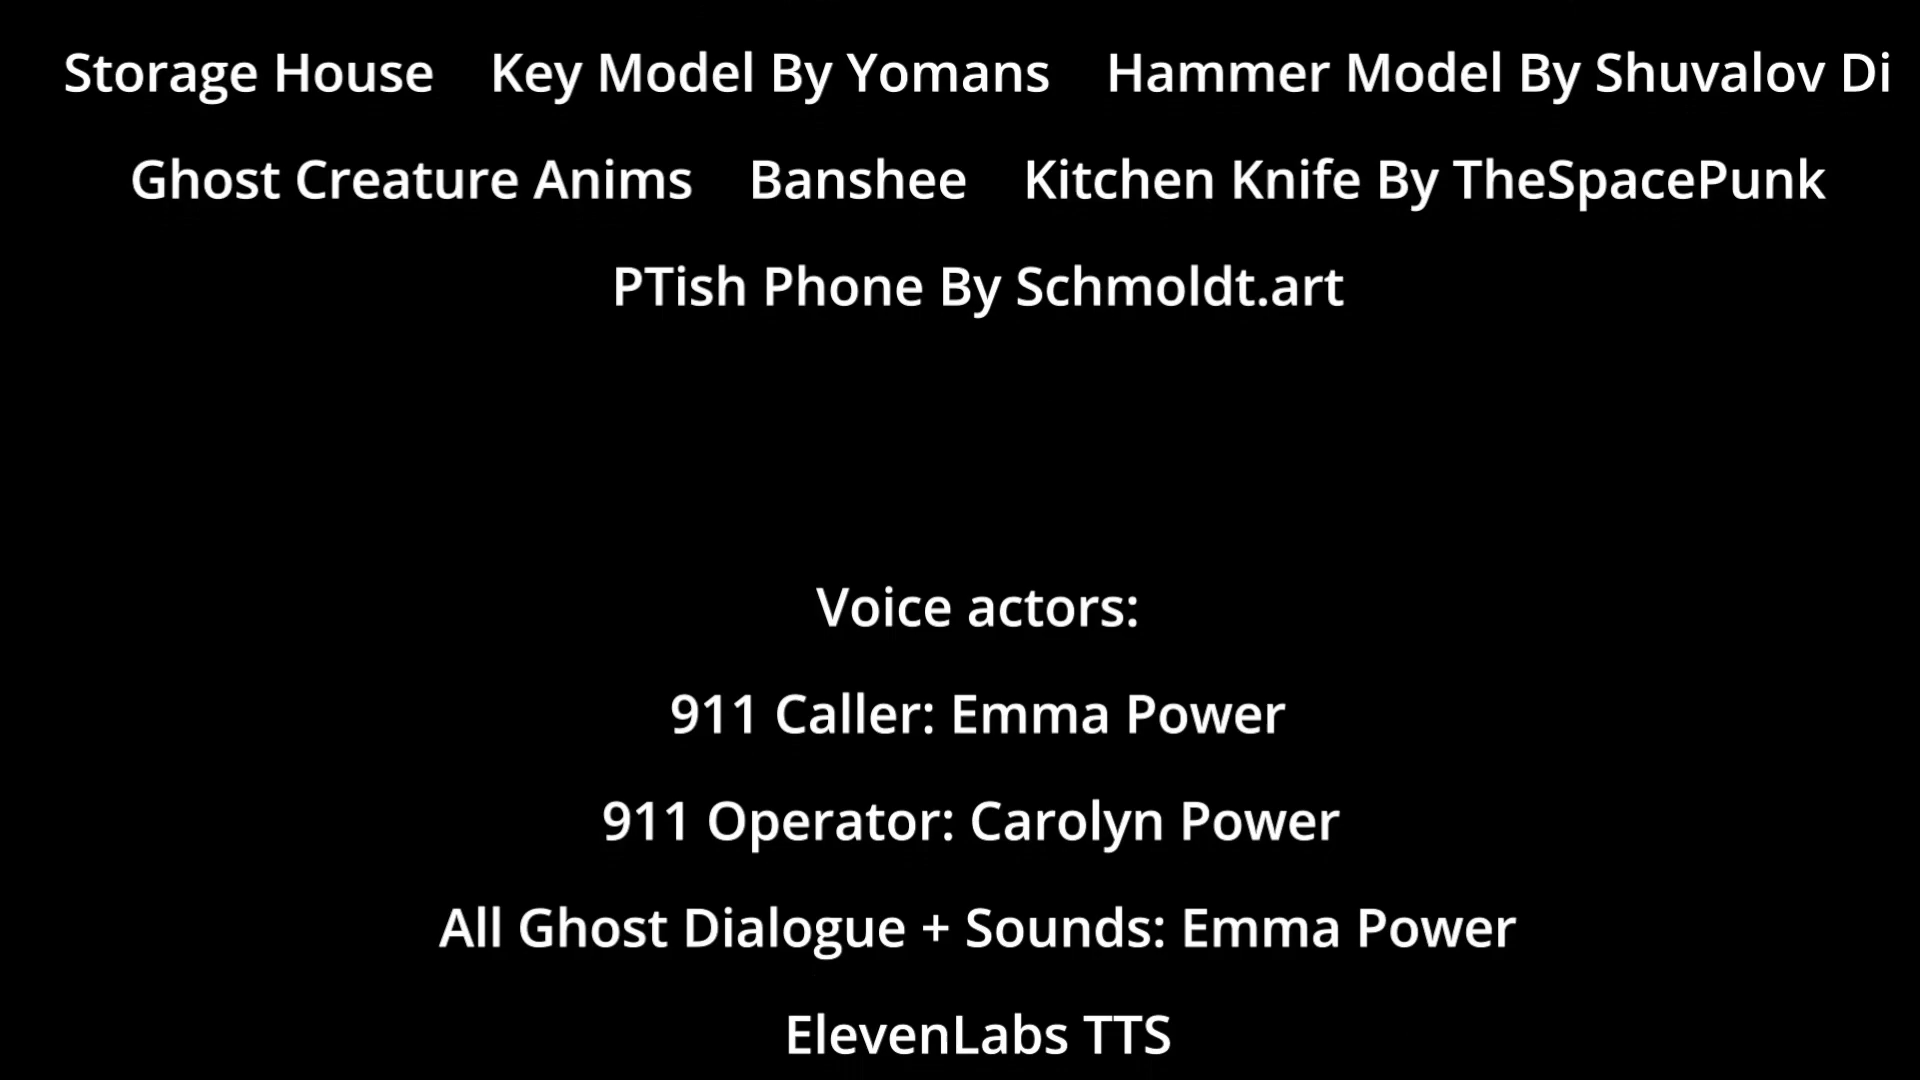 Storage House    Key Model By Yomans    Hammer Model By Shuvalov Di
Ghost Creature Anims    Banshee    Kitchen Knife By TheSpacePunk
PTish Phone By Schmoldt.art
Voice actors:
911 Caller: Emma Power
911 Operator: Carolyn Power
All Ghost Dialogue + Sounds: Emma Power
ElevenLabs TTS